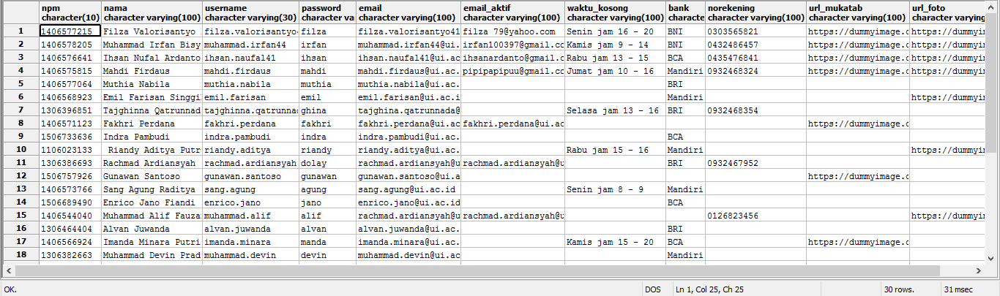 npm nama username password email email_aktif waktu_kosong bank norekening url_mukatab url_foto
character(10) character varying(100) character varying(30) character va character varying(100) character varying(100) character varying(100) characte character varying(100) character varying(100) character varying
1 1406577215 Filza Valorisantyo filza.valorisantyo filza filza.valorisantyo41 filza_79@yahoo.com Senin jam 16 - 20 BNI 0303565821 https://dummyimage.c https://dummyim
2 1406578205 Muhammad Irfan Bisy muhammad.irfan44 irfan muhammad.irfan44@ui. irfan100397@gmail.co Kamis jam 9 - 14 BNI 0432486457 https://dummyimage.c https://dummyim
3 1406576641 Ihsan Nufal Ardanto ihsan.naufal41 ihsan ihsan.naufal41@ui.ac ihsanardanto@gmail.c Rabu jam 13 - 15 BCA 0435476841 https://dummyimage.c https://dummyim
4 1406575815 Mahdi Firdaus mahdi.firdaus mahdi mahdi.firdaus@ui.ac. pipipapipuu@gmail.co Jumat jam 10 - 16 Mandiri 0932468324 https://dummyimage.c https://dummyim
5 1406577064 Muthia Nabila muthia.nabila muthia muthia.nabila@ui.ac. BRI
6 1406568923 Emil Farisan Singgi emil.farisan emil emil.farisan@ui.ac.i Mandiri https://dummyim
7 1306396851 Tajghinna Qatrunnad tajghinna.qatrunnad ghina tajghina.qatrunnada@ Selasa jam 13 - 16 BRI 0932468354
8 1406571123 Fakhri Perdana fakhri.perdana fakhri fakhri.perdana@ui.ac fakhri.perdana@ui.ac https://dummyimage.c
9 1506733636 Indra Pambudi indra.pambudi indra indra.pambudi@ui.ac. BCA
10 1106023133 Riandy Aditya Putr riandy.aditya riandy riandy.aditya@ui.ac. Rabu jam 15 - 16 Mandiri https://dummyim
11 1306386693 Rachmad Ardiansyah rachmad.ardiansyah dolay rachmad.ardiansyah@u rachmad.ardiansyah@u BRI 0932467952
12 1506757926 Gunawan Santoso gunawan.santoso gunawan gunawan.santoso@ui.a https://dummyimage.c
13 1406573766 Sang Agung Raditya sang.agung agung sang.agung@ui.ac.id Senin jam 8 - 9 Mandiri
14 1506689490 Enrico Jano Fiandi enrico.jano jano enrico.jano@ui.ac.id BCA
15 1406544040 Muhammad Alif Fauza muhammad.alif alif rachmad.ardiansyah@u rachmad.ardiansyah@u 0126823456 https://dummyim
16 1306464404 Alvan Juwanda alvan.juwanda alvan alvan.juwanda@ui.ac. BRI
17 1406566924 Imanda Minara Putri imanda.minara manda imanda.minara@ui.ac. Kamis jam 15 - 20 BCA https://dummyimage.c
18 1306382663 Muhammad Devin Prad muhammad.devin devin muhammad.devin@ui.ac Mandiri
OK. DOS Ln 1, Col 25, Ch 25 30 rows. 31 msec